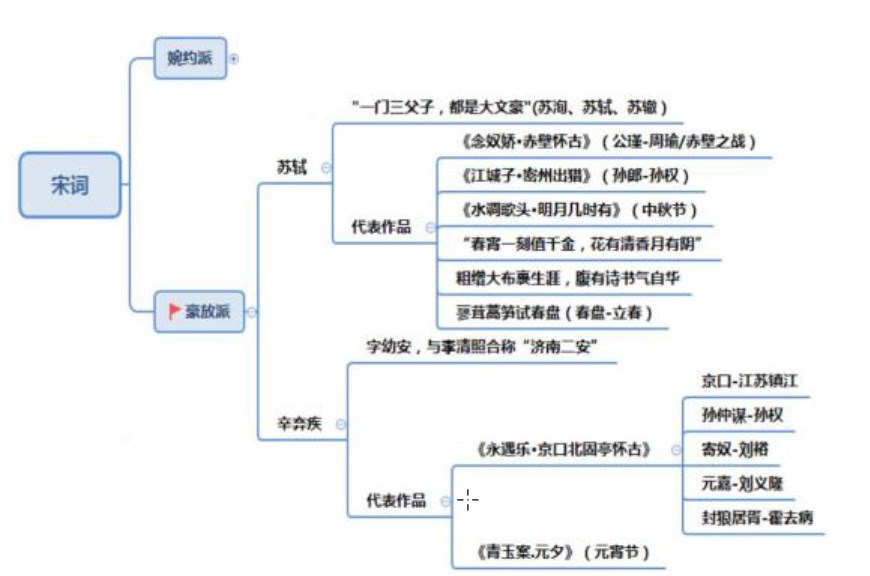 宋词
婉约派
豪放派
苏轼
"一门三父子，都是大文豪"(苏洵、苏轼、苏辙）
代表作品
《念奴娇•赤壁怀古》（公瑾-周瑜/赤壁之战）
《江城子•密州出猎》（孙郎-孙权）
《水调歌头•明月几时有》（中秋节）
“春宵一刻值千金，花有清香月有阴”
粗缯大布裹生涯，腹有诗书气自华
蓼茸蒿笋试春盘（春盘-立春）
辛弃疾
字幼安，与李清照合称“济南二安”
代表作品
《永遇乐•京口北固亭怀古》
京口-江苏镇江
孙仲谋-孙权
寄奴-刘裕
元嘉-刘义隆
封狼居胥-霍去病
《青玉案.元夕》（元宵节）